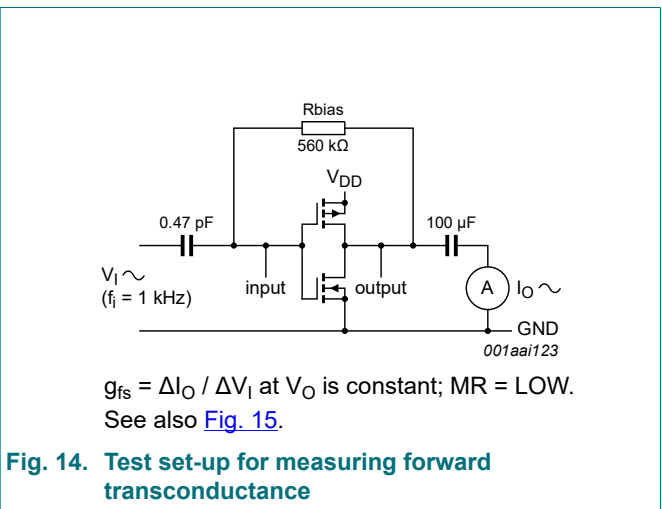 Rbias
560 kΩ
VDD
0.47 pF
100 µF
VI
(fi = 1 kHz)
input
output
A
IO
GND
001aai123
gfs = ΔIO / ΔVI at VO is constant; MR = LOW.
See also Fig. 15.
Fig. 14. Test set-up for measuring forward
transconductance